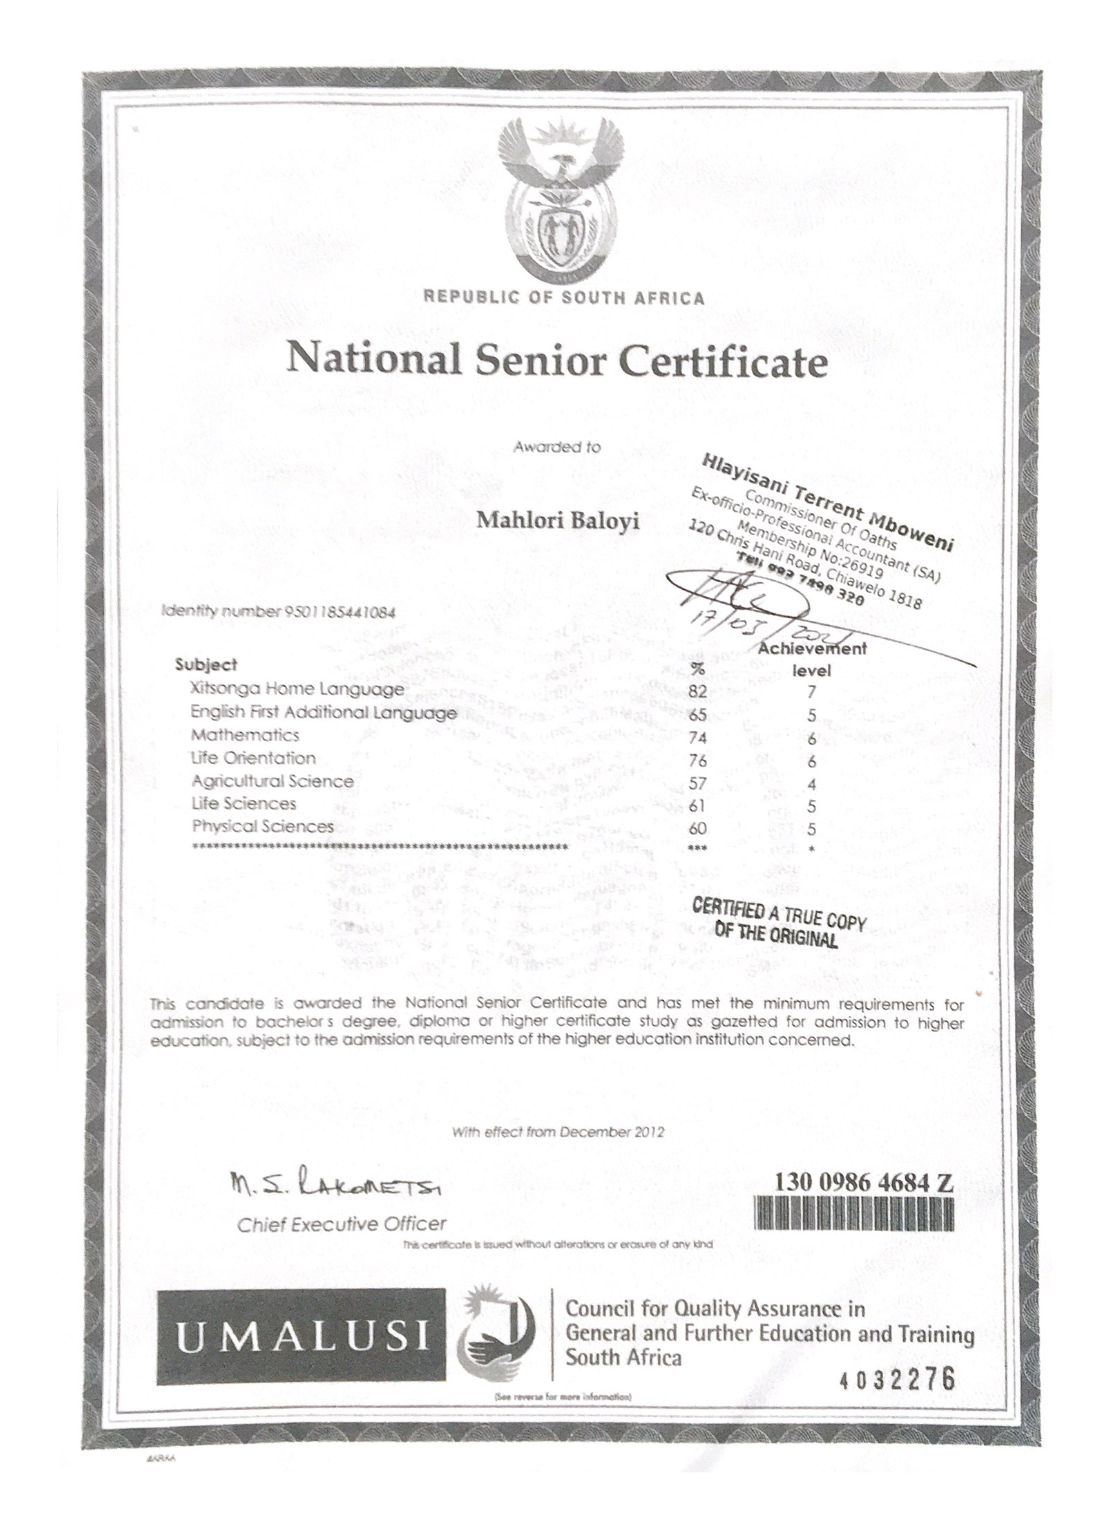 REPUBLIC OF SOUTH AFRICA
National Senior Certificate
Awarded to
Mahlori Baloyi
Hlayisani Terrent Mboweni
Commissioner Of Oaths
Ex-officio-Professional Accountant (SA)
Membership No:26919
120 Chris Hani Road, Chiawelo 1818
7898 320
17/03/2021
Identity number 9501185441084
Subject % Achievement level
Xitsonga Home Language 82 7
English First Additional Language 65 5
Mathematics 74 6
Life Orientation 76 6
Agricultural Science 57 4
Life Sciences 61 5
Physical Sciences 60 5
CERTIFIED A TRUE COPY
OF THE ORIGINAL
This candidate is awarded the National Senior Certificate and has met the minimum requirements for
admission to bachelor s degree, diploma or higher certificate study as gazetted for admission to higher
education, subject to the admission requirements of the higher education institution concerned.
With effect from December 2012
M.S. RAKOMETSI
130 0986 4684 Z
Chief Executive Officer
This certificate is issued without alterations or erasure of any kind
UMALUSI
Council for Quality Assurance in
General and Further Education and Training
South Africa
4032276
(See reverse for more information)